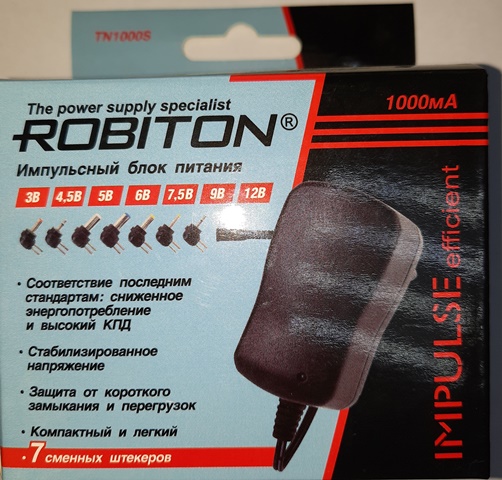 TN1000S
The power supply specialist
ROBITON®
1000мА
Импульсный блок питания
3В 4,5В 5В 6В 7,5В 9В 12В
• Соответствие последним
стандартам: сниженное
энергопотребление
и высокий КПД
• Стабилизированное
напряжение
• Защита от короткого
замыкания и перегрузок
• Компактный и легкий
• 7 сменных штекеров
IMPULSE efficient